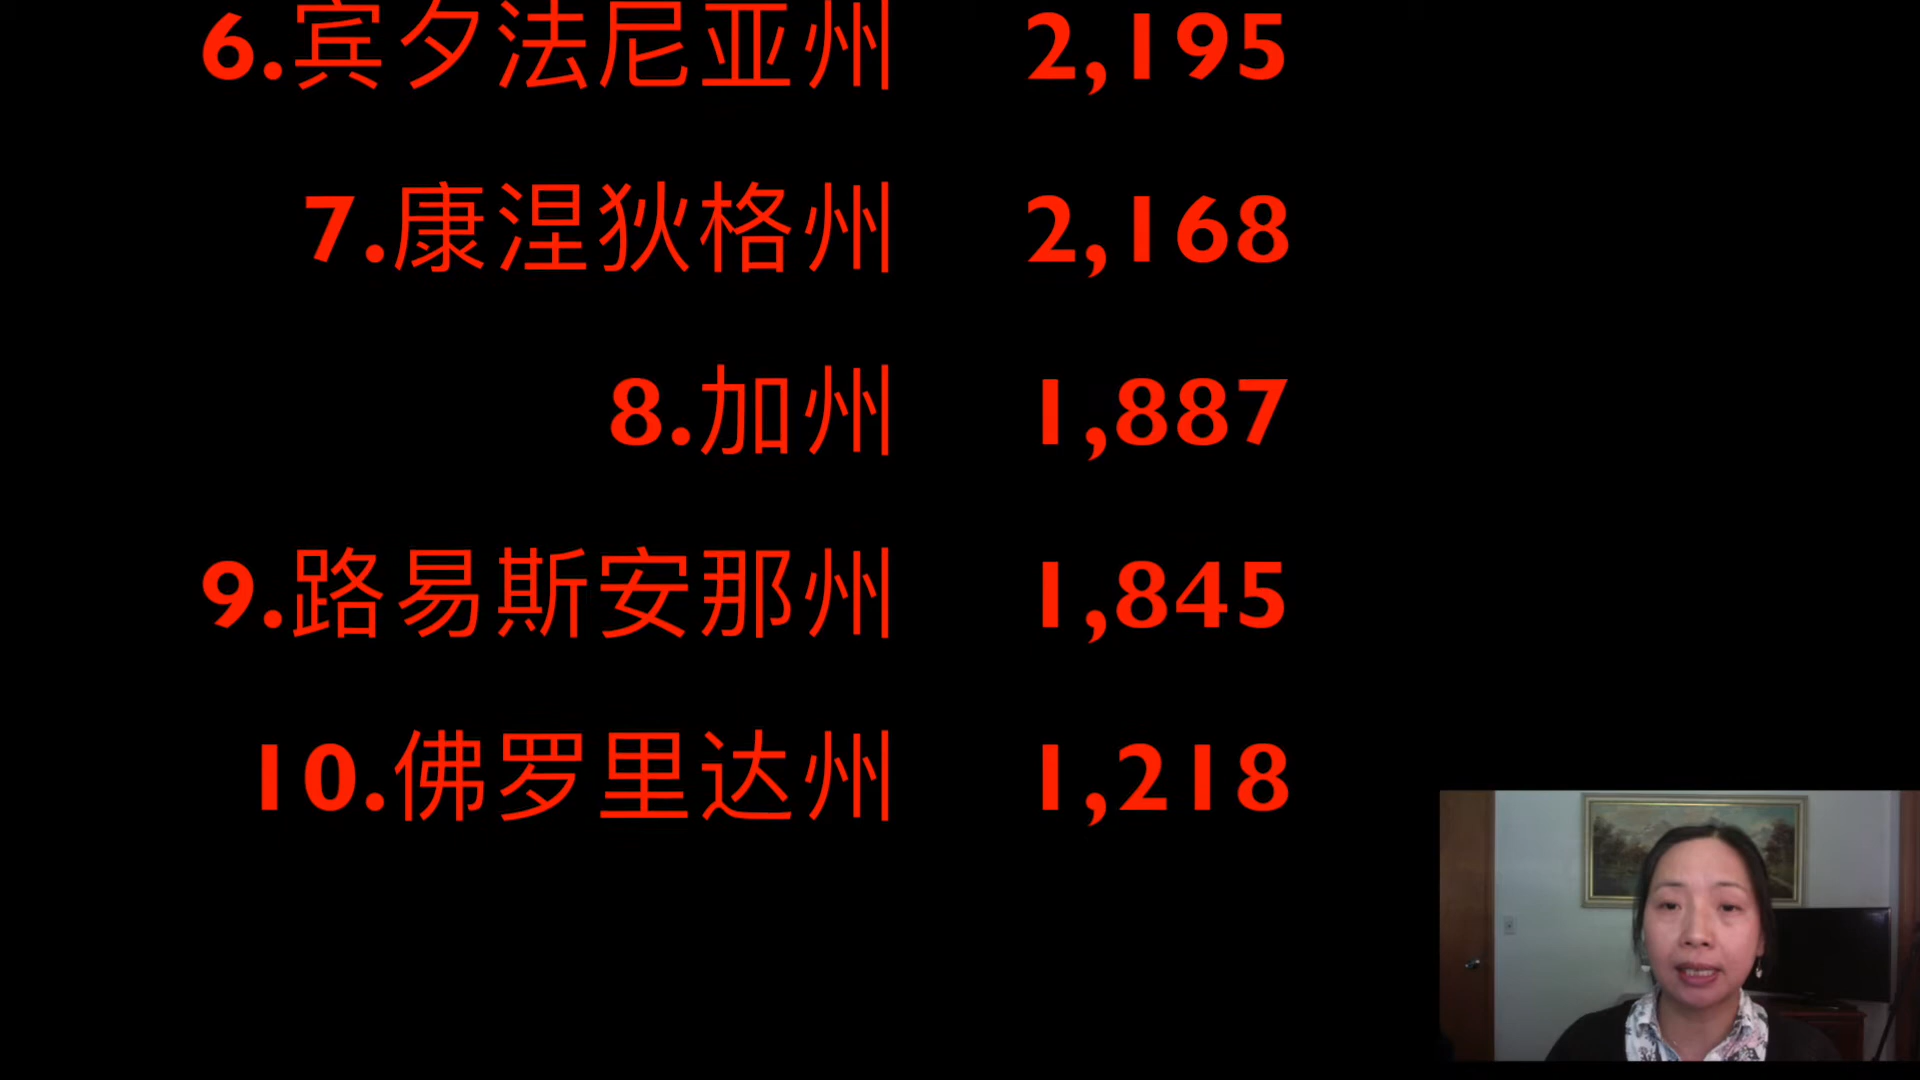 6.宾夕法尼亚州 2,195
7.康涅狄格州 2,168
8.加州 1,887
9.路易斯安那州 1,845
10.佛罗里达州 1,218